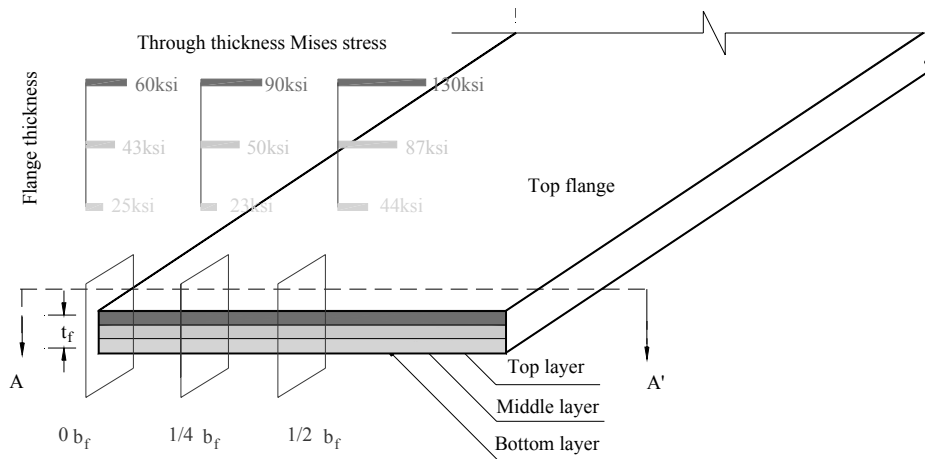 Through thickness Mises stress
Flange thickness
60ksi
90ksi
130ksi
43ksi
50ksi
87ksi
25ksi
23ksi
44ksi
Top flange
t_f
A
A'
Top layer
Middle layer
Bottom layer
0 b_f
1/4 b_f
1/2 b_f